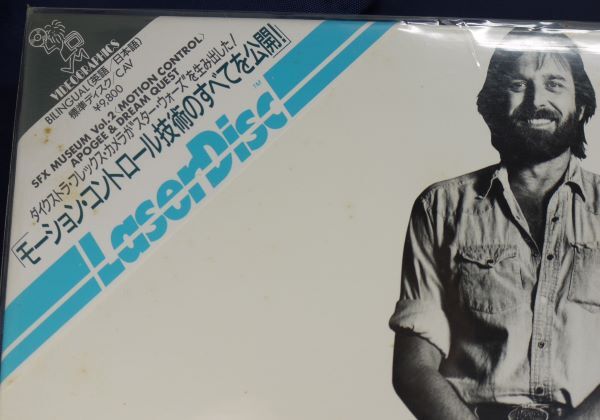 VIDEOGRAPHICS
BILINGUAL(英語/日本語)
標準ディスク/CAV
¥9,800
SFX MUSEUM Vol.2〈MOTION CONTROL〉
APOGEE & DREAM QUEST
ダイクストラ・フレックス・カメラが"スター・ウォーズ"を生み出した!
「モーション・コントロール技術のすべてを公開!」
LaserDisc™